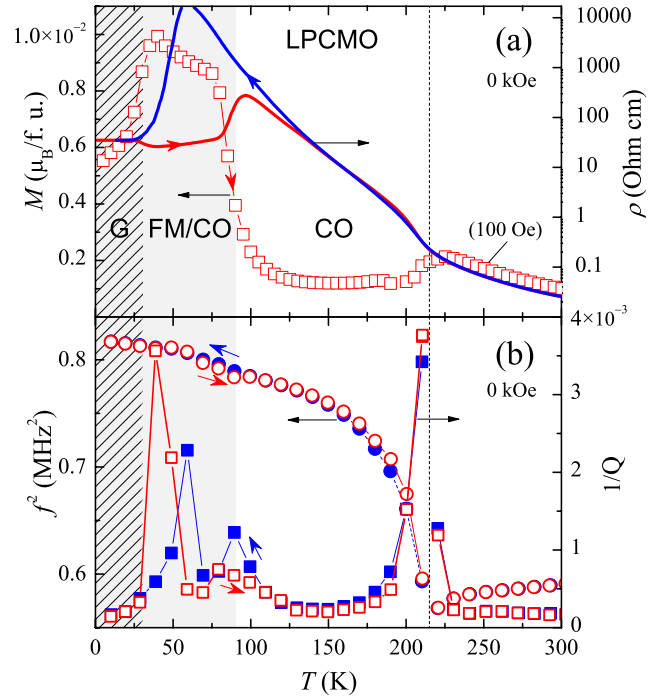 LPCMO
(a)
0 kOe
1.0×10⁻²
0.8
0.6
0.4
0.2
M (μB/f. u.)
10000
1000
100
10
1
0.1
ρ (Ohm cm)
G
FM/CO
CO
(100 Oe)
(b)
0 kOe
0.8
0.7
0.6
f² (MHz²)
4×10⁻³
3
2
1
0
1/Q
0
50
100
150
200
250
300
T (K)